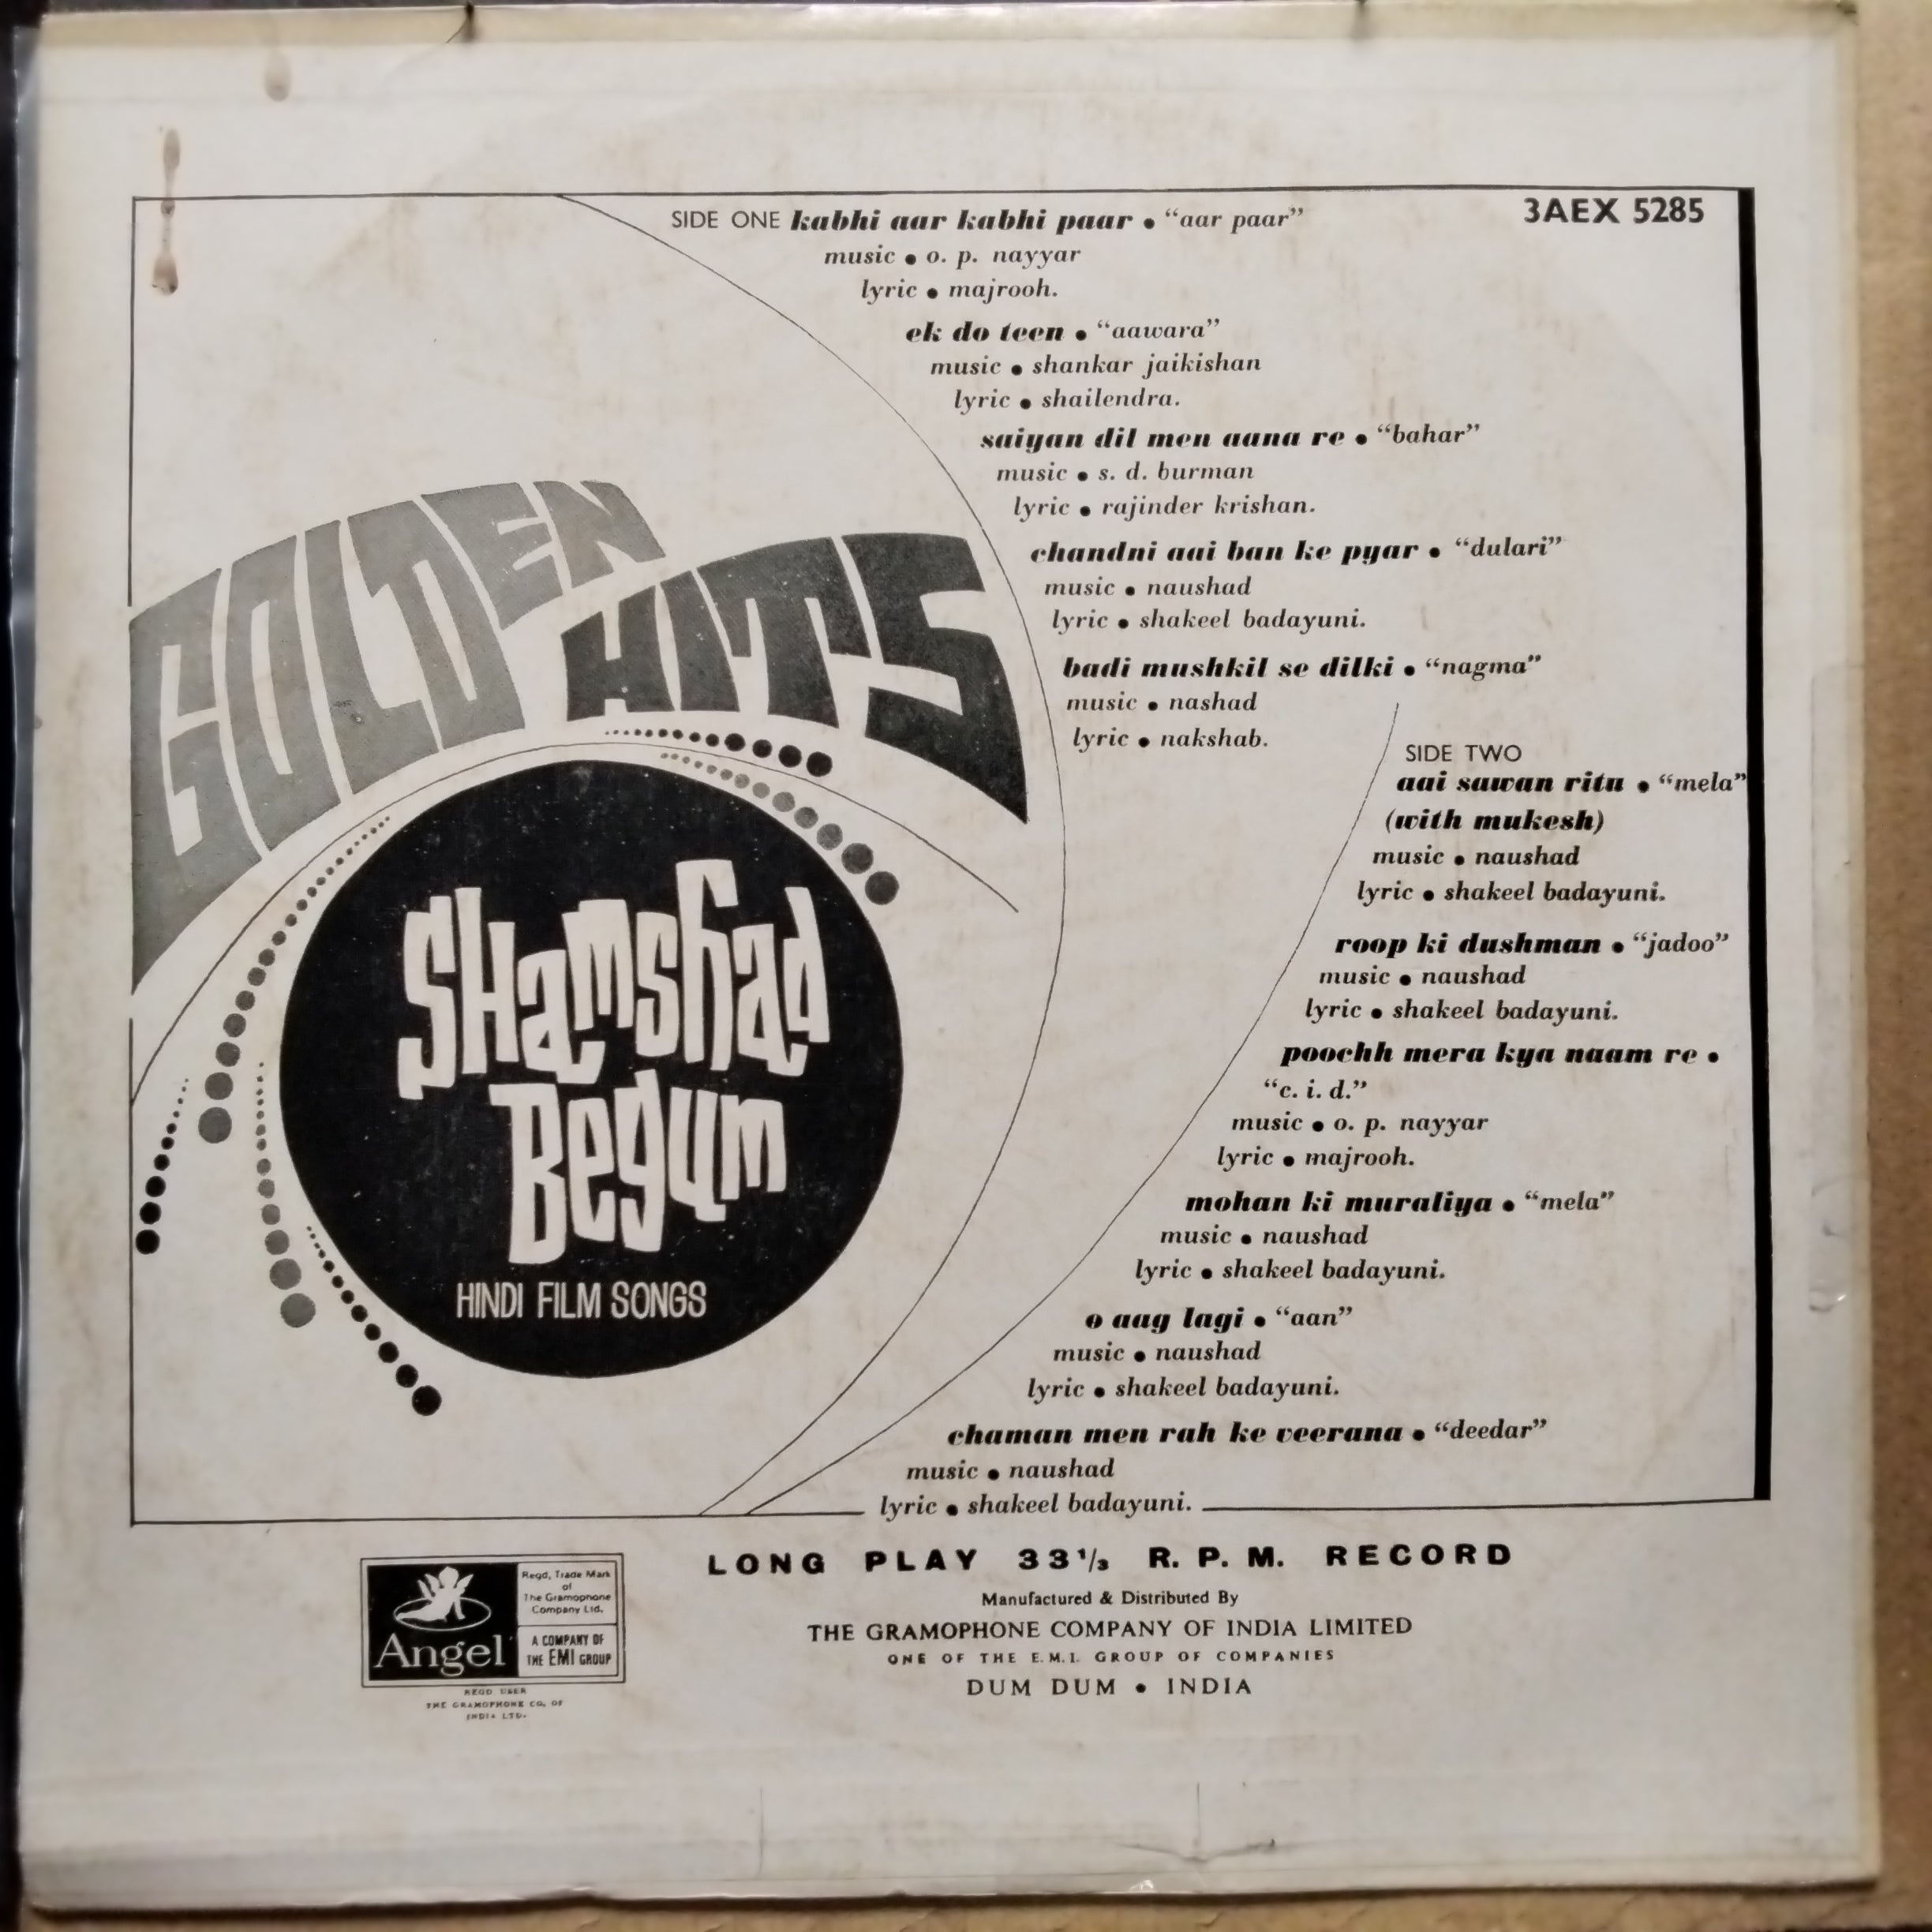 3AEX 5285
SIDE ONE kabhi aar kabhi paar • “aar paar”
music • o. p. nayyar
lyric • majrooh.
ek do teen • “aawara”
music • shankar jaikishan
lyric • shailendra.
saiyan dil men aana re • “bahar”
music • s. d. burman
lyric • rajinder krishan.
chandni aai ban ke pyar • “dulari”
music • naushad
lyric • shakeel badayuni.
badi mushkil se dilki • “nagma”
music • nashad
lyric • nakshab.
SIDE TWO
aai sawan ritu • “mela”
(with mukesh)
music • naushad
lyric • shakeel badayuni.
roop ki dushman • “jadoo”
music • naushad
lyric • shakeel badayuni.
poochh mera kya naam re •
“c. i. d.”
music • o. p. nayyar
lyric • majrooh.
mohan ki muraliya • “mela”
music • naushad
lyric • shakeel badayuni.
o aag lagi • “aan”
music • naushad
lyric • shakeel badayuni.
chaman men rah ke veerana • “deedar”
music • naushad
lyric • shakeel badayuni.
GOLDEN
HITS
Shamshad
Begum
HINDI FILM SONGS
LONG PLAY 33⅓ R. P. M. RECORD
Manufactured & Distributed By
THE GRAMOPHONE COMPANY OF INDIA LIMITED
ONE OF THE E.M.I. GROUP OF COMPANIES
DUM DUM • INDIA
Angel
Regd, Trade Mark
of
The Gramophone
Company Ltd.
A COMPANY OF
THE EMI GROUP
REGD USER
THE GRAMOPHONE CO, OF
INDIA LTD.